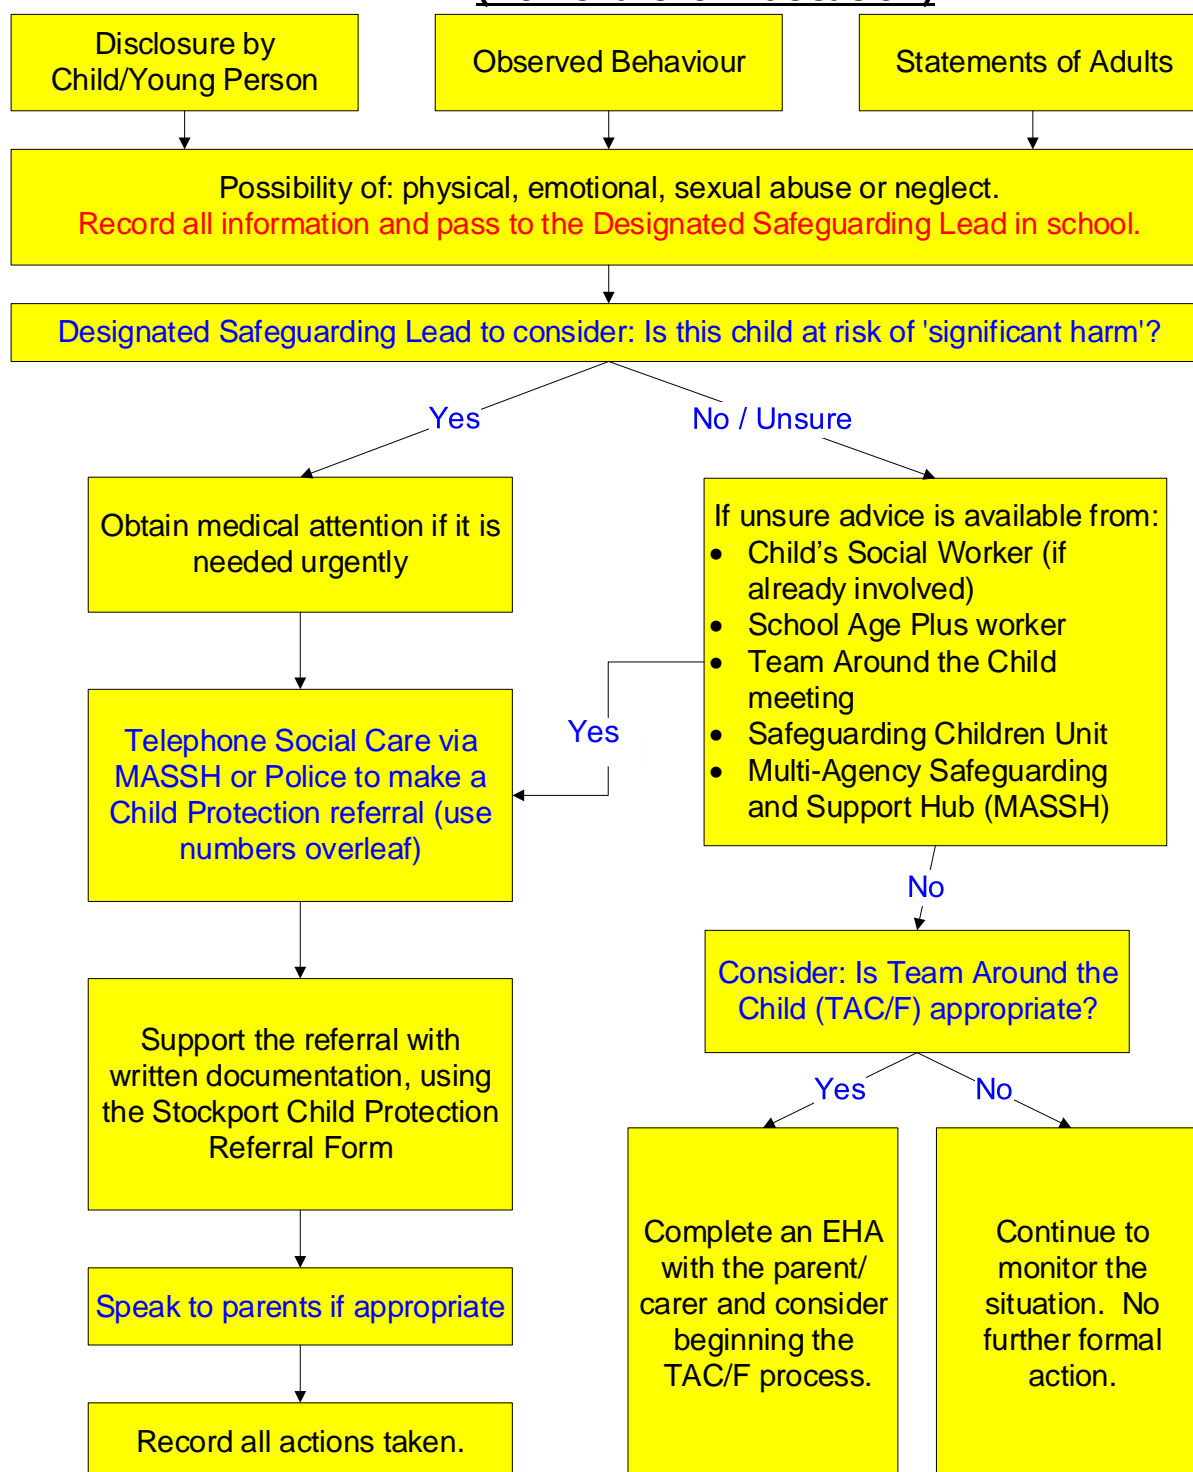 Disclosure by
Child/Young Person
Observed Behaviour
Statements of Adults
Possibility of: physical, emotional, sexual abuse or neglect.
Record all information and pass to the Designated Safeguarding Lead in school.
Designated Safeguarding Lead to consider: Is this child at risk of 'significant harm'?
Yes
No / Unsure
Obtain medical attention if it is
needed urgently
If unsure advice is available from:
• Child’s Social Worker (if
already involved)
• School Age Plus worker
• Team Around the Child
meeting
• Safeguarding Children Unit
• Multi-Agency Safeguarding
and Support Hub (MASSH)
Yes
Telephone Social Care via
MASSH or Police to make a
Child Protection referral (use
numbers overleaf)
No
Consider: Is Team Around the
Child (TAC/F) appropriate?
Support the referral with
written documentation, using
the Stockport Child Protection
Referral Form
Yes
No
Complete an EHA
with the parent/
carer and consider
beginning the
TAC/F process.
Continue to
monitor the
situation.  No
further formal
action.
Speak to parents if appropriate
Record all actions taken.